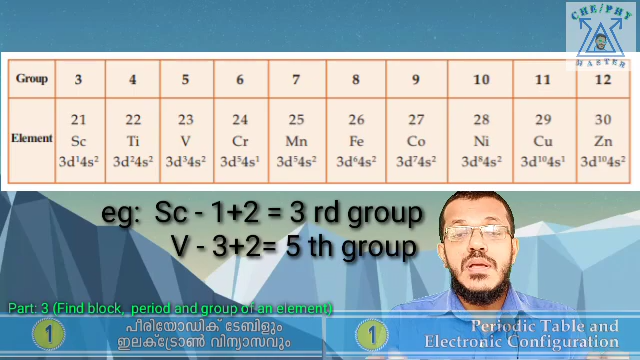 CHE/PHY
MASTER
Group 3 4 5 6 7 8 9 10 11 12
Element 21 22 23 24 25 26 27 28 29 30
Sc Ti V Cr Mn Fe Co Ni Cu Zn
3d¹4s² 3d²4s² 3d³4s² 3d⁵4s¹ 3d⁵4s² 3d⁶4s² 3d⁷4s² 3d⁸4s² 3d¹⁰4s¹ 3d¹⁰4s²
eg: Sc - 1+2 = 3 rd group
V - 3+2= 5 th group
Part: 3 (Find block, period and group of an element)
1 പീരിയോഡിക് ടേബിളും
ഇലക്ട്രോൺ വിന്യാസവും
1 Periodic Table and
Electronic Configuration